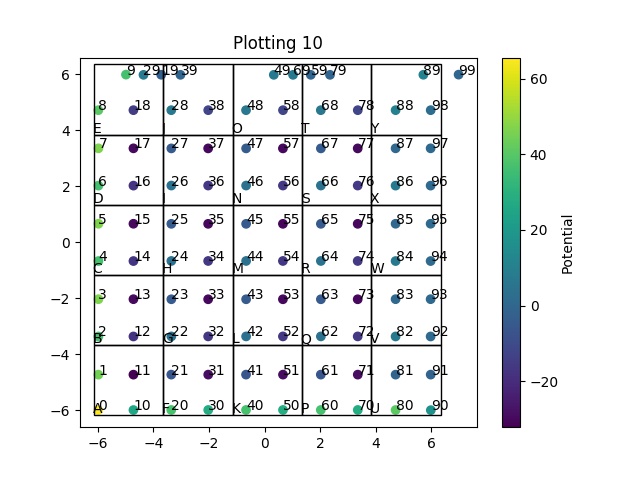 Plotting 10
6 9 29 19 39 49 69 59 79 89 99
8 18 28 38 48 58 68 78 88 98
4 E O T Y
7 17 27 37 47 57 67 77 87 97
2 6 16 26 36 46 56 66 76 86 96
D N S X
5 15 25 35 45 55 65 75 85 95
0 4 14 24 34 44 54 64 74 84 94
C H M R W
−2 3 13 23 33 43 53 63 73 83 93
2 12 22 32 42 52 62 72 82 92
B G L Q V
−4
1 11 21 31 41 51 61 71 81 91
−6 0 10 20 30 40 50 60 70 80 90
A F K P U
−6 −4 −2 0 2 4 6
60
40
20
0
−20
Potential